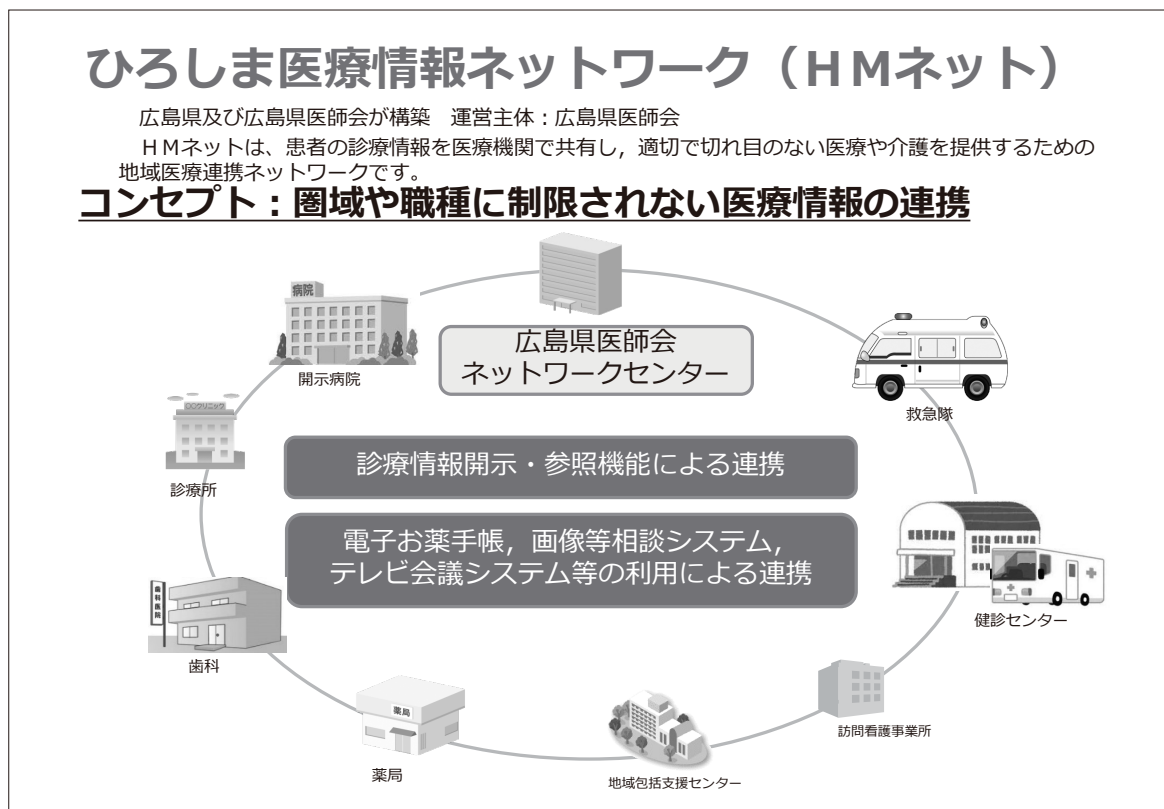 ひろしま医療情報ネットワーク（ＨＭネット）
広島県及び広島県医師会が構築　運営主体：広島県医師会
ＨＭネットは、患者の診療情報を医療機関で共有し，適切で切れ目のない医療や介護を提供するための
地域医療連携ネットワークです。
コンセプト：圏域や職種に制限されない医療情報の連携
病院
開示病院
広島県医師会
ネットワークセンター
救急隊
〇〇クリニック
診療所
診療情報開示・参照機能による連携
電子お薬手帳，画像等相談システム，
テレビ会議システム等の利用による連携
健診センター
歯科医院
歯科
訪問看護事業所
薬局
薬局
地域包括支援センター